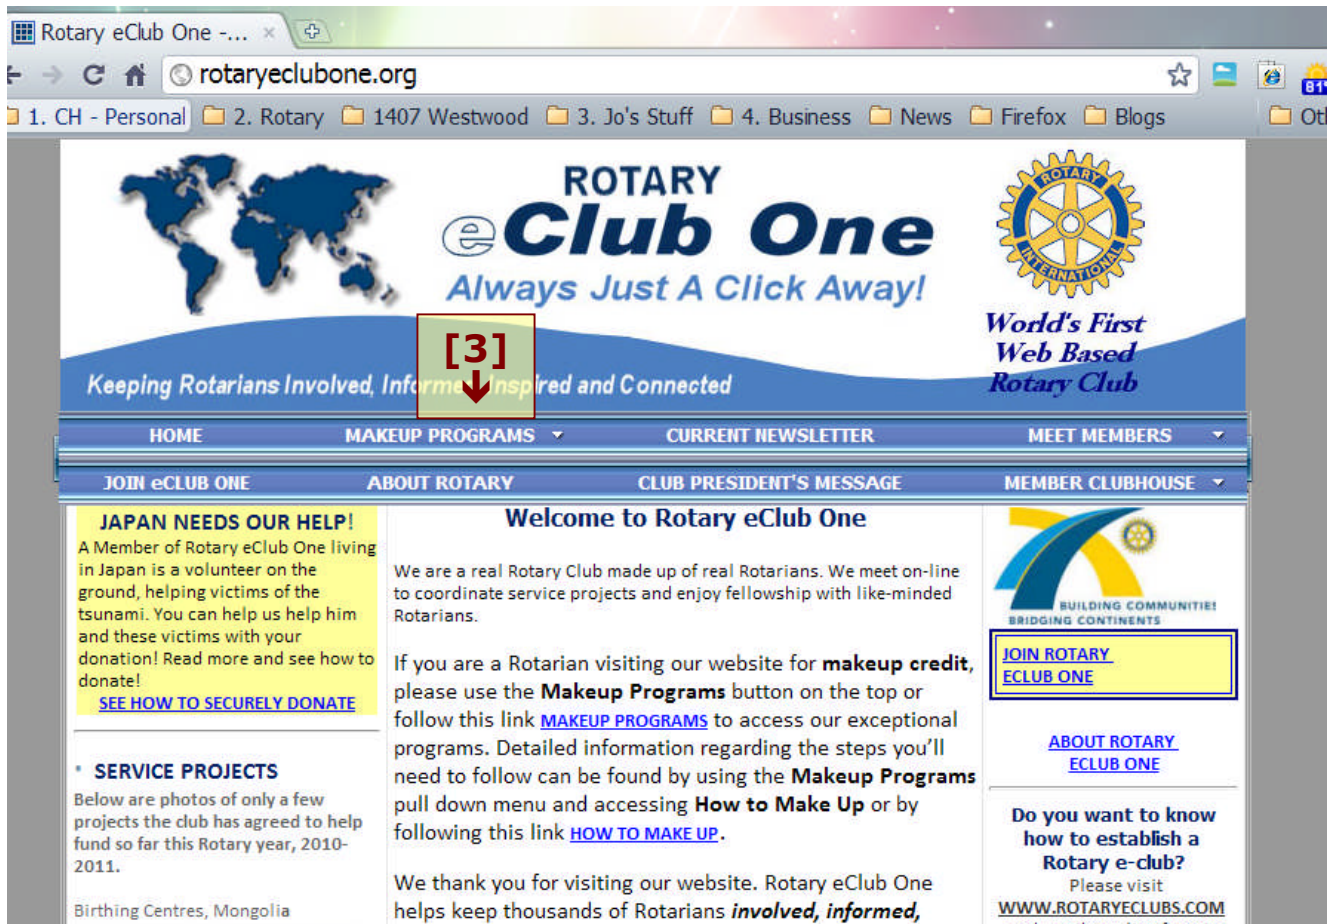 Rotary eClub One -...
rotaryeclubone.org
81°
1. CH - Personal
2. Rotary
1407 Westwood
3. Jo's Stuff
4. Business
News
Firefox
Blogs
ROTARY
eClub One
Always Just A Click Away!
ROTARY
INTERNATIONAL
World's First
Web Based
Rotary Club
[3]
Keeping Rotarians Involved, Informed, Inspired and Connected
HOME
MAKEUP PROGRAMS
CURRENT NEWSLETTER
MEET MEMBERS
JOIN eCLUB ONE
ABOUT ROTARY
CLUB PRESIDENT'S MESSAGE
MEMBER CLUBHOUSE
JAPAN NEEDS OUR HELP!
A Member of Rotary eClub One living
in Japan is a volunteer on the
ground, helping victims of the
tsunami. You can help us help him
and these victims with your
donation! Read more and see how to
donate!
SEE HOW TO SECURELY DONATE
SERVICE PROJECTS
Below are photos of only a few
projects the club has agreed to help
fund so far this Rotary year, 2010-
2011.
Birthing Centres, Mongolia
Welcome to Rotary eClub One
We are a real Rotary Club made up of real Rotarians. We meet on-line
to coordinate service projects and enjoy fellowship with like-minded
Rotarians.
If you are a Rotarian visiting our website for makeup credit,
please use the Makeup Programs button on the top or
follow this link MAKEUP PROGRAMS to access our exceptional
programs. Detailed information regarding the steps you'll
need to follow can be found by using the Makeup Programs
pull down menu and accessing How to Make Up or by
following this link HOW TO MAKE UP.
We thank you for visiting our website. Rotary eClub One
helps keep thousands of Rotarians involved, informed,
BUILDING COMMUNITIES
BRIDGING CONTINENTS
JOIN ROTARY
ECLUB ONE
ABOUT ROTARY
ECLUB ONE
Do you want to know
how to establish a
Rotary e-club?
Please visit
WWW.ROTARYECLUBS.COM